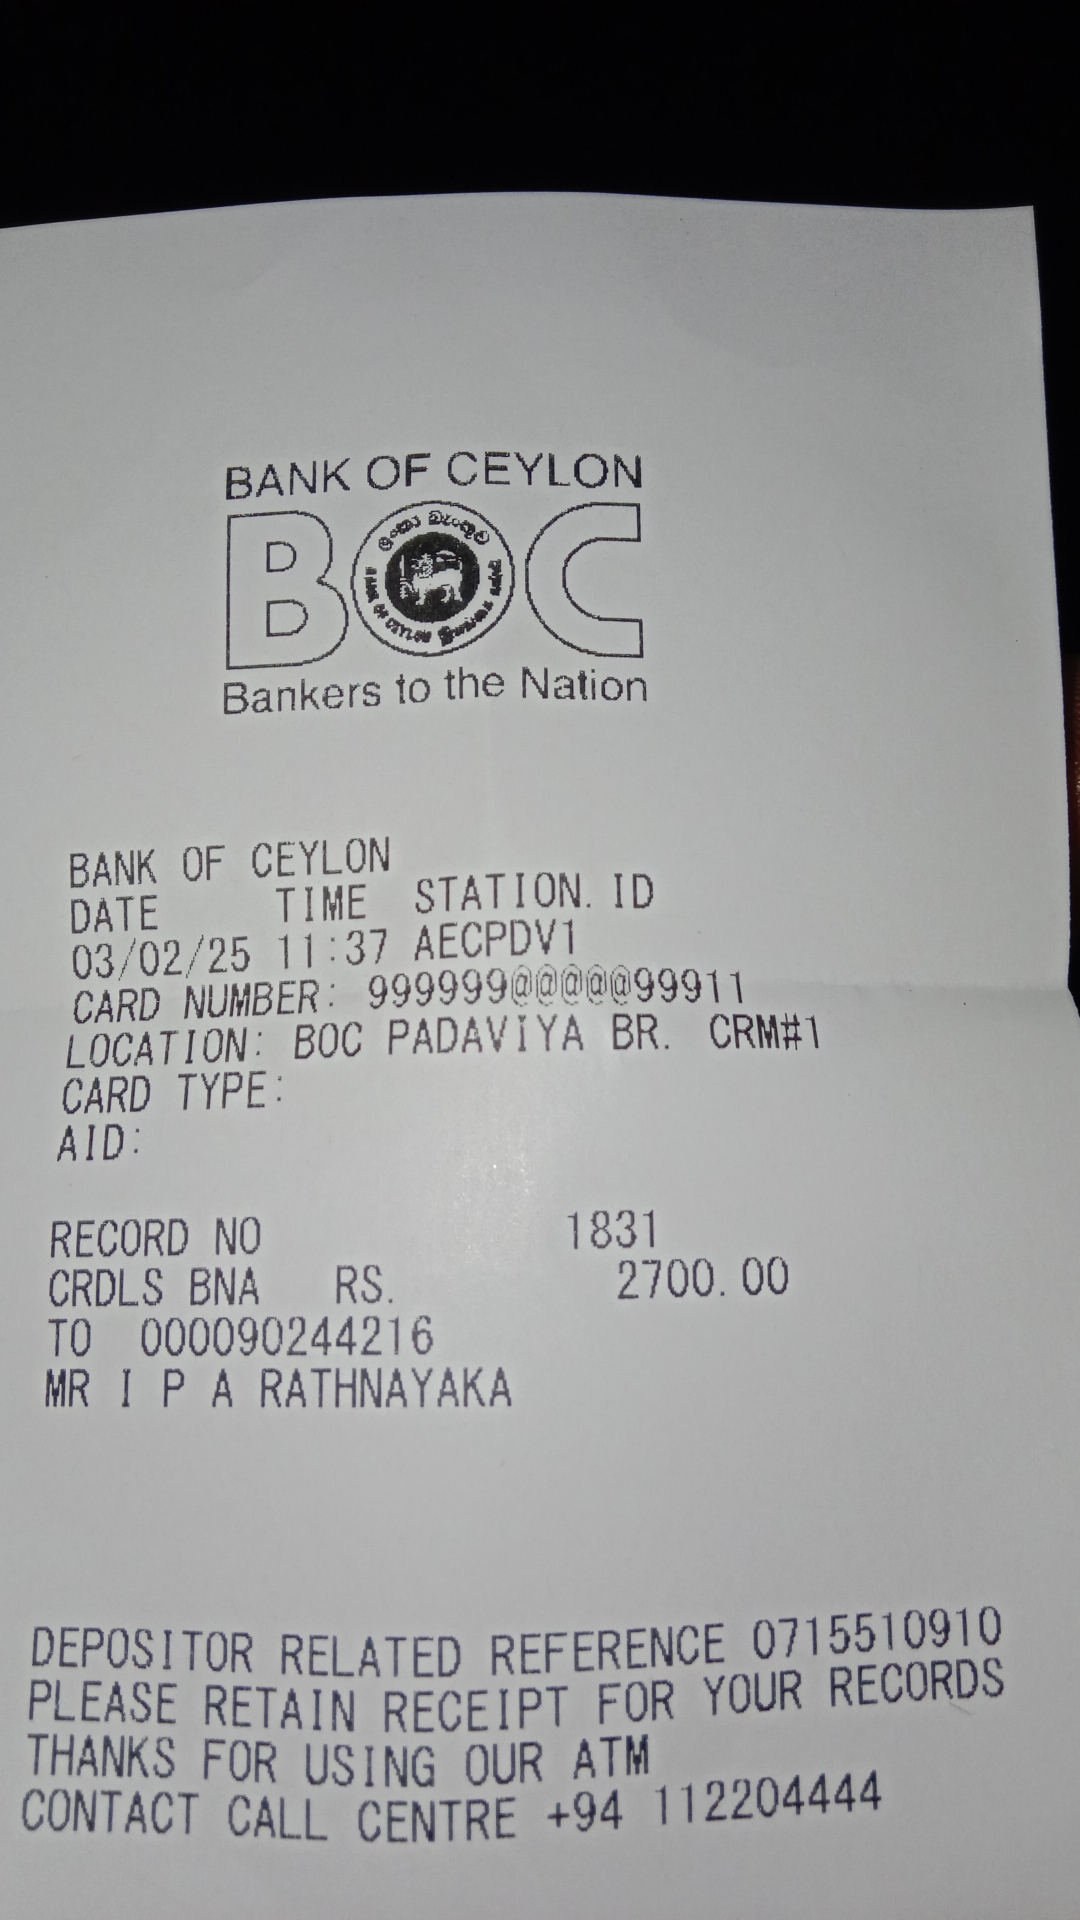 BANK OF CEYLON
BOC
ලංකා බැංකුව
BANK OF CEYLON
Bankers to the Nation
BANK OF CEYLON
DATE TIME STATION. ID
03/02/25 11:37 AECPDV1
CARD NUMBER: 999999@@@@@99911
LOCATION: BOC PADAVIYA BR. CRM#1
CARD TYPE:
AID:
RECORD NO 1831
CRDLS BNA RS. 2700.00
TO 000090244216
MR I P A RATHNAYAKA
DEPOSITOR RELATED REFERENCE 0715510910
PLEASE RETAIN RECEIPT FOR YOUR RECORDS
THANKS FOR USING OUR ATM
CONTACT CALL CENTRE +94 112204444